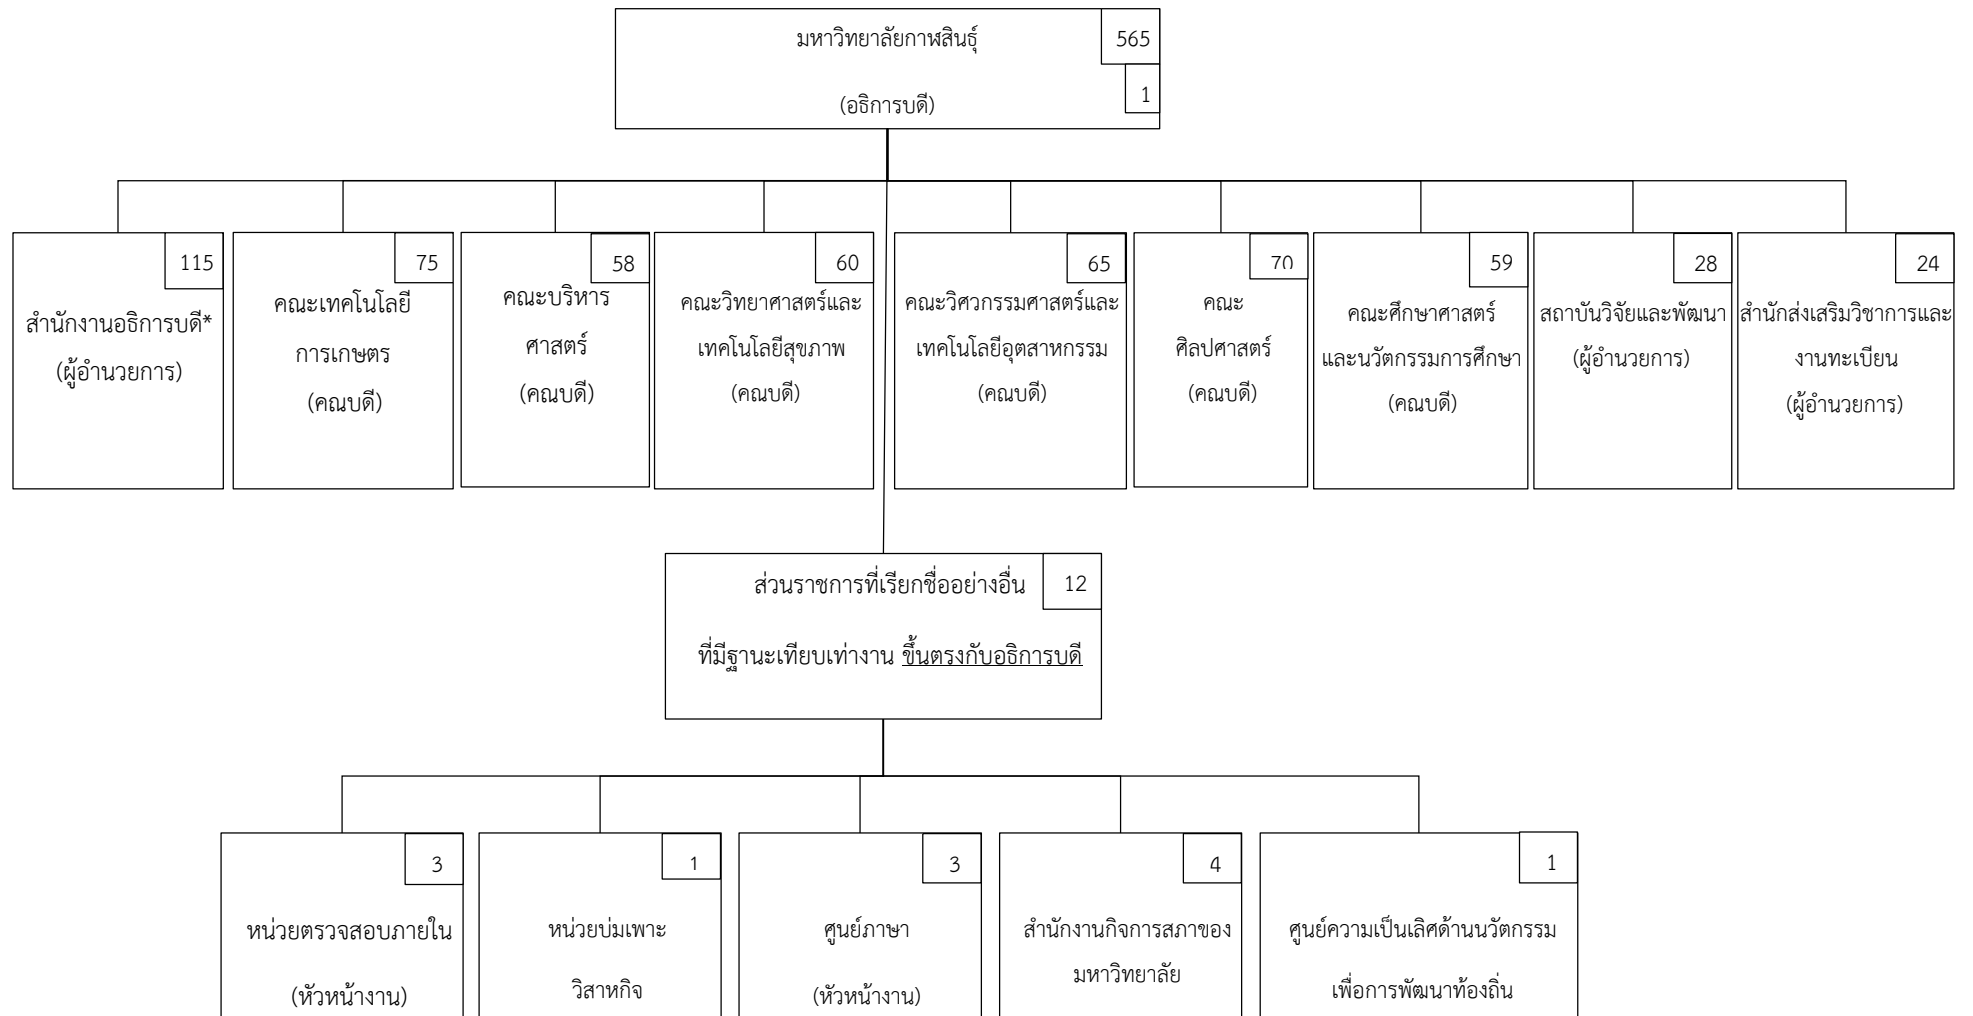 มหาวิทยาลัยกาฬสินธุ์
565
(อธิการบดี)
1
115
สำนักงานอธิการบดี*
(ผู้อำนวยการ)
75
คณะเทคโนโลยี
การเกษตร
(คณบดี)
58
คณะบริหาร
ศาสตร์
(คณบดี)
60
คณะวิทยาศาสตร์และ
เทคโนโลยีสุขภาพ
(คณบดี)
65
คณะวิศวกรรมศาสตร์และ
เทคโนโลยีอุตสาหกรรม
(คณบดี)
70
คณะ
ศิลปศาสตร์
(คณบดี)
59
คณะศึกษาศาสตร์
และนวัตกรรมการศึกษา
(คณบดี)
28
สถาบันวิจัยและพัฒนา
(ผู้อำนวยการ)
24
สำนักส่งเสริมวิชาการและ
งานทะเบียน
(ผู้อำนวยการ)
ส่วนราชการที่เรียกชื่ออย่างอื่น
12
ที่มีฐานะเทียบเท่างาน ขึ้นตรงกับอธิการบดี
3
หน่วยตรวจสอบภายใน
(หัวหน้างาน)
1
หน่วยบ่มเพาะ
วิสาหกิจ
3
ศูนย์ภาษา
(หัวหน้างาน)
4
สำนักงานกิจการสภาของ
มหาวิทยาลัย
1
ศูนย์ความเป็นเลิศด้านนวัตกรรม
เพื่อการพัฒนาท้องถิ่น